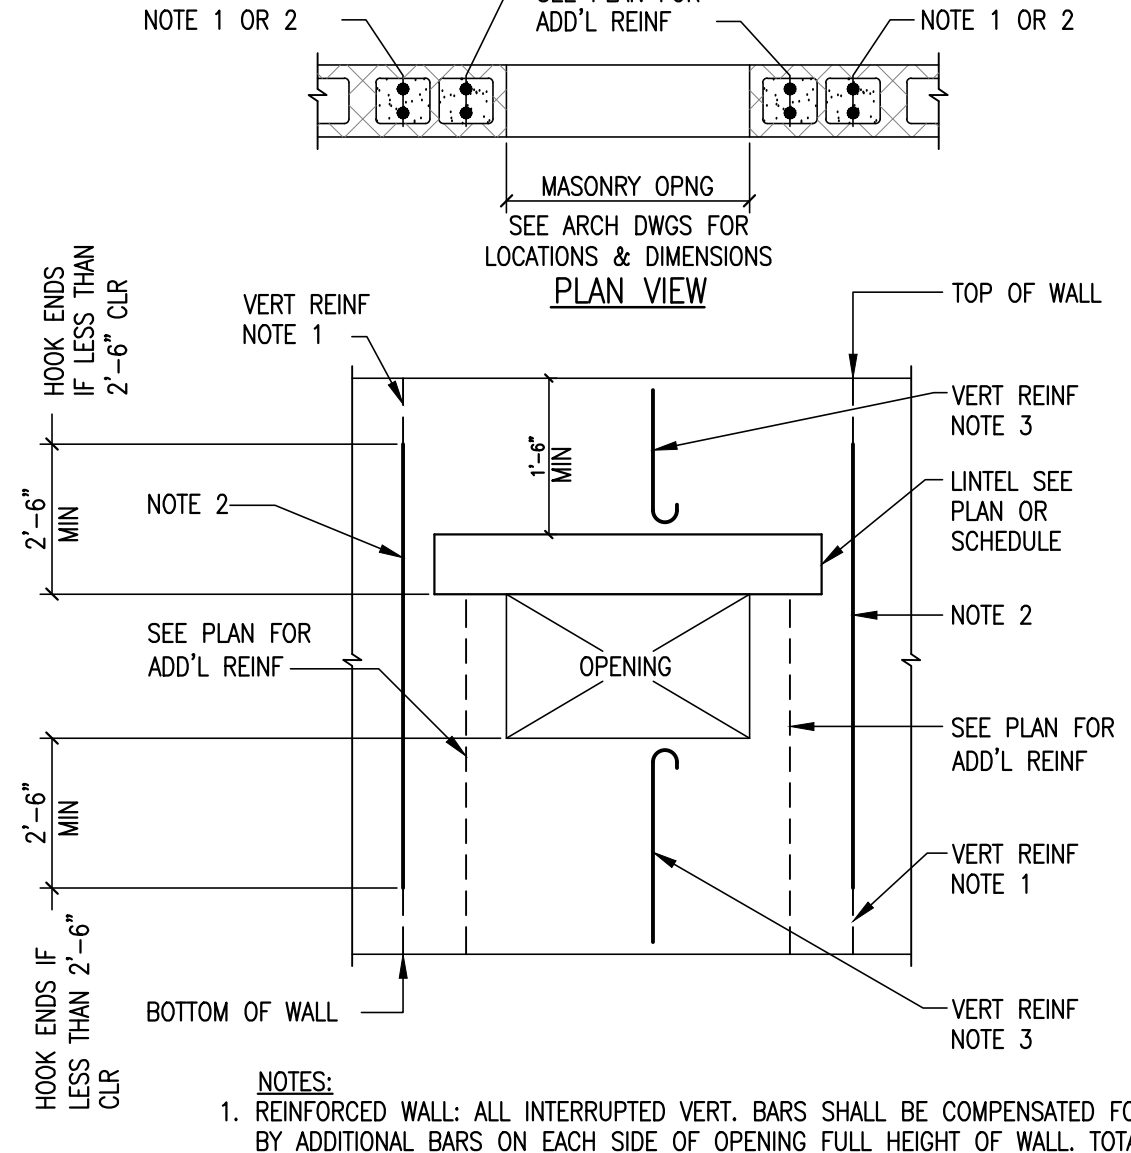 NOTE 1 OR 2
ADD'L REINF
NOTE 1 OR 2
MASONRY OPNG
SEE ARCH DWGS FOR
LOCATIONS & DIMENSIONS
PLAN VIEW
HOOK ENDS
IF LESS THAN
2'-6" CLR
VERT REINF
NOTE 1
TOP OF WALL
VERT REINF
NOTE 3
1'-6"
MIN
LINTEL SEE
PLAN OR
SCHEDULE
2'-6"
MIN
NOTE 2
NOTE 2
SEE PLAN FOR
ADD'L REINF
OPENING
SEE PLAN FOR
ADD'L REINF
2'-6"
MIN
VERT REINF
NOTE 1
HOOK ENDS IF
LESS THAN 2'-6"
CLR
BOTTOM OF WALL
VERT REINF
NOTE 3
NOTES:
1. REINFORCED WALL: ALL INTERRUPTED VERT. BARS SHALL BE COMPENSATED
BY ADDITIONAL BARS ON EACH SIDE OF OPENING FULL HEIGHT OF WALL.